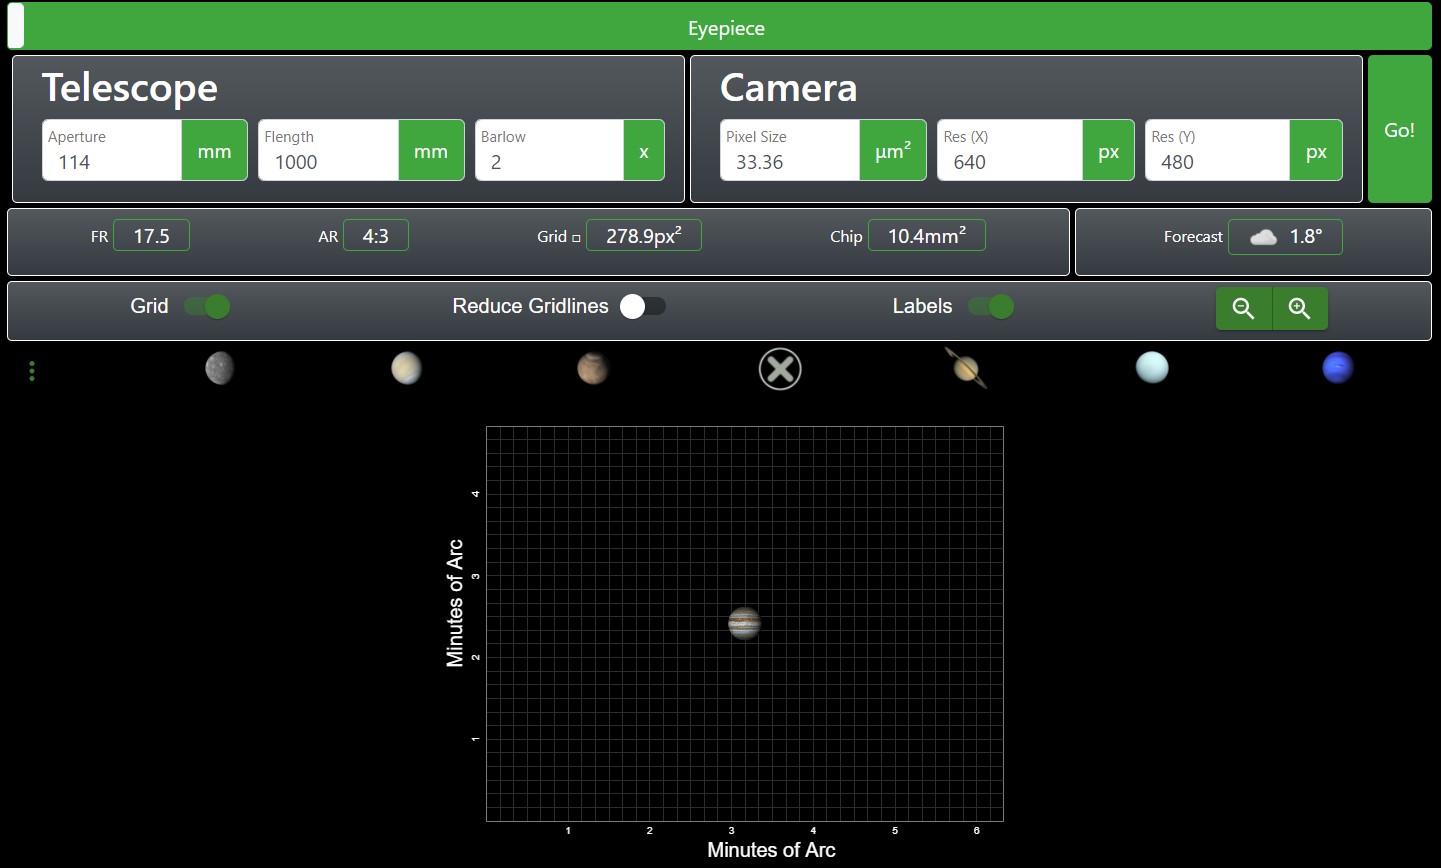 Eyepiece
Telescope
Camera
Aperture
114
mm
Flength
1000
mm
Barlow
2
x
Pixel Size
33.36
µm²
Res (X)
640
px
Res (Y)
480
px
Go!
FR 17.5
AR 4:3
Grid □ 278.9px²
Chip 10.4mm²
Forecast 1.8°
Grid
Reduce Gridlines
Labels
4
3
2
1
Minutes of Arc
1 2 3 4 5 6
Minutes of Arc